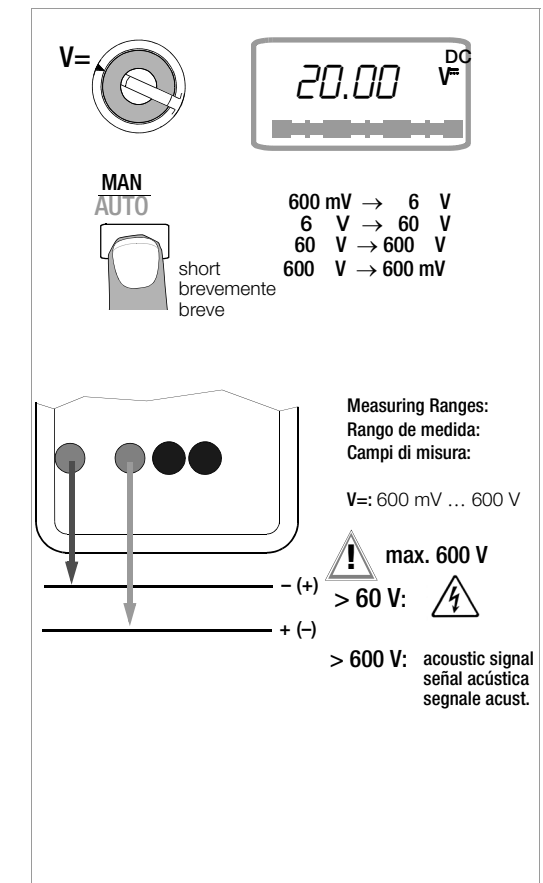 V=
20.00
DC
V
MAN
AUTO
short
brevemente
breve
600 mV → 6 V
6 V → 60 V
60 V → 600 V
600 V → 600 mV
Measuring Ranges:
Rango de medida:
Campi di misura:
V=: 600 mV … 600 V
! max. 600 V
– (+)
> 60 V:
+ (–)
> 600 V: acoustic signal
señal acústica
segnale acust.